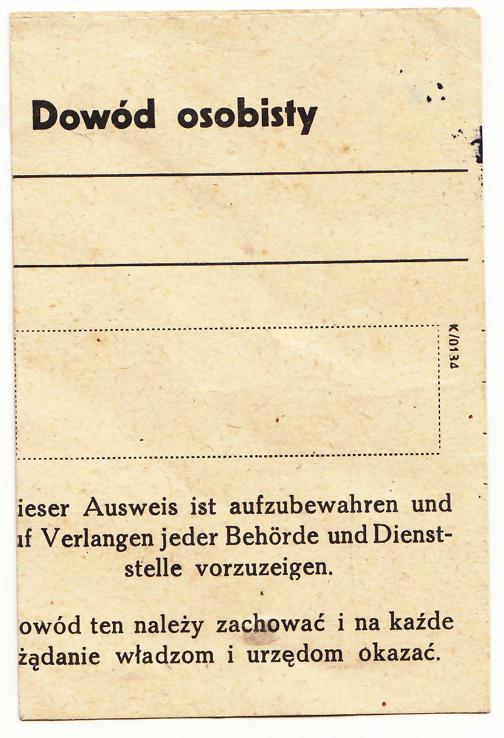 Dowód osobisty
K/0134
ieser Ausweis ist aufzubewahren und
uf Verlangen jeder Behörde und Dienst-
stelle vorzuzeigen.
owód ten należy zachować i na każde
żądanie władzom i urzędom okazać.